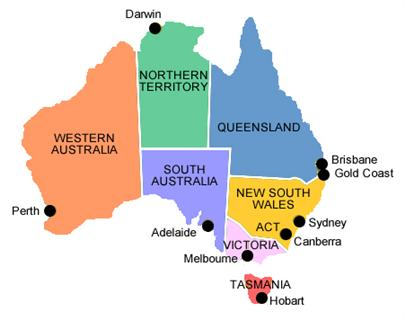 Darwin
NORTHERN
TERRITORY
QUEENSLAND
WESTERN
AUSTRALIA
Brisbane
Gold Coast
SOUTH
AUSTRALIA
NEW SOUTH
WALES
Perth
Sydney
ACT
Adelaide
Canberra
VICTORIA
Melbourne
TASMANIA
Hobart